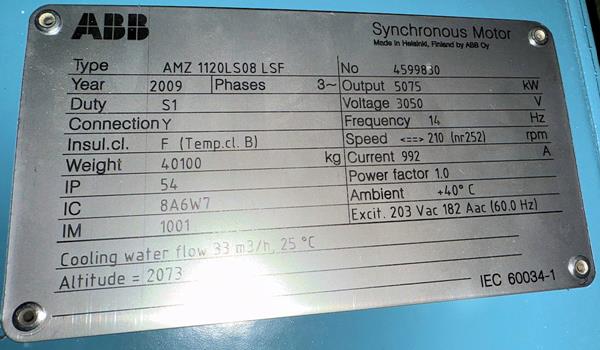 ABB
Synchronous Motor
Made in Helsinki, Finland by ABB Oy
Type AMZ 1120LS08 LSF
No 4599830
Year 2009 Phases 3~
Output 5075 kW
Duty S1
Voltage 3050 V
Connection Y
Frequency 14 Hz
Insul.cl. F (Temp.cl. B)
Speed <==> 210 (nr252) rpm
Weight 40100 kg
Current 992 A
IP 54
Power factor 1.0
IC 8A6W7
Ambient +40° C
IM 1001
Excit. 203 Vac 182 Aac (60.0 Hz)
Cooling water flow 33 m3/h, 25 °C
Altitude = 2073
IEC 60034-1